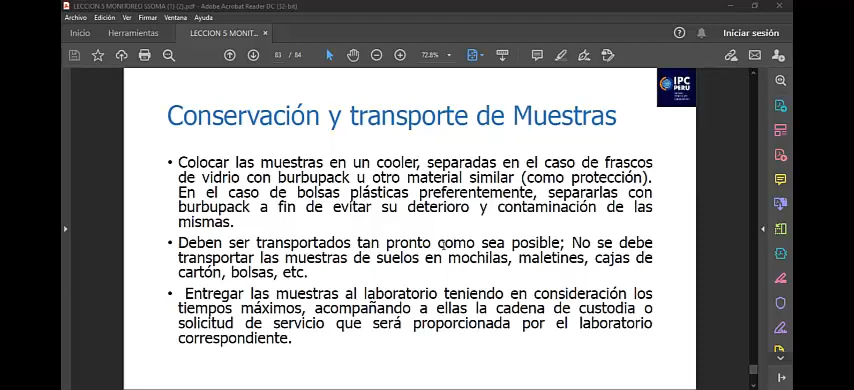 LECCION 5 MONITOREO SSOMA (1) (2).pdf - Adobe Acrobat Reader DC (32-bit)
Archivo Edición Ver Firmar Ventana Ayuda
Inicio Herramientas LECCION 5 MONIT... × Iniciar sesión
83 / 84 72.8%
IPC
PERU
Conservación y transporte de Muestras
• Colocar las muestras en un cooler, separadas en el caso de frascos
de vidrio con burbupack u otro material similar (como protección).
En el caso de bolsas plásticas preferentemente, separarlas con
burbupack a fin de evitar su deterioro y contaminación de las
mismas.
• Deben ser transportados tan pronto como sea posible; No se debe
transportar las muestras de suelos en mochilas, maletines, cajas de
cartón, bolsas, etc.
• Entregar las muestras al laboratorio teniendo en consideración los
tiempos máximos, acompañando a ellas la cadena de custodia o
solicitud de servicio que será proporcionada por el laboratorio
correspondiente.